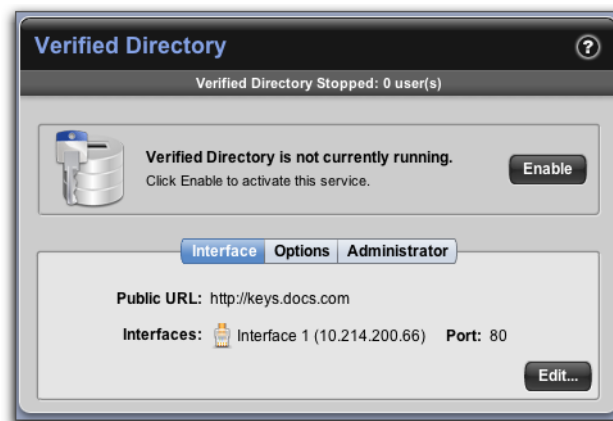 Verified Directory
?
Verified Directory Stopped: 0 user(s)
Verified Directory is not currently running.
Click Enable to activate this service.
Enable
Interface Options Administrator
Public URL: http://keys.docs.com
Interfaces: Interface 1 (10.214.200.66) Port: 80
Edit...